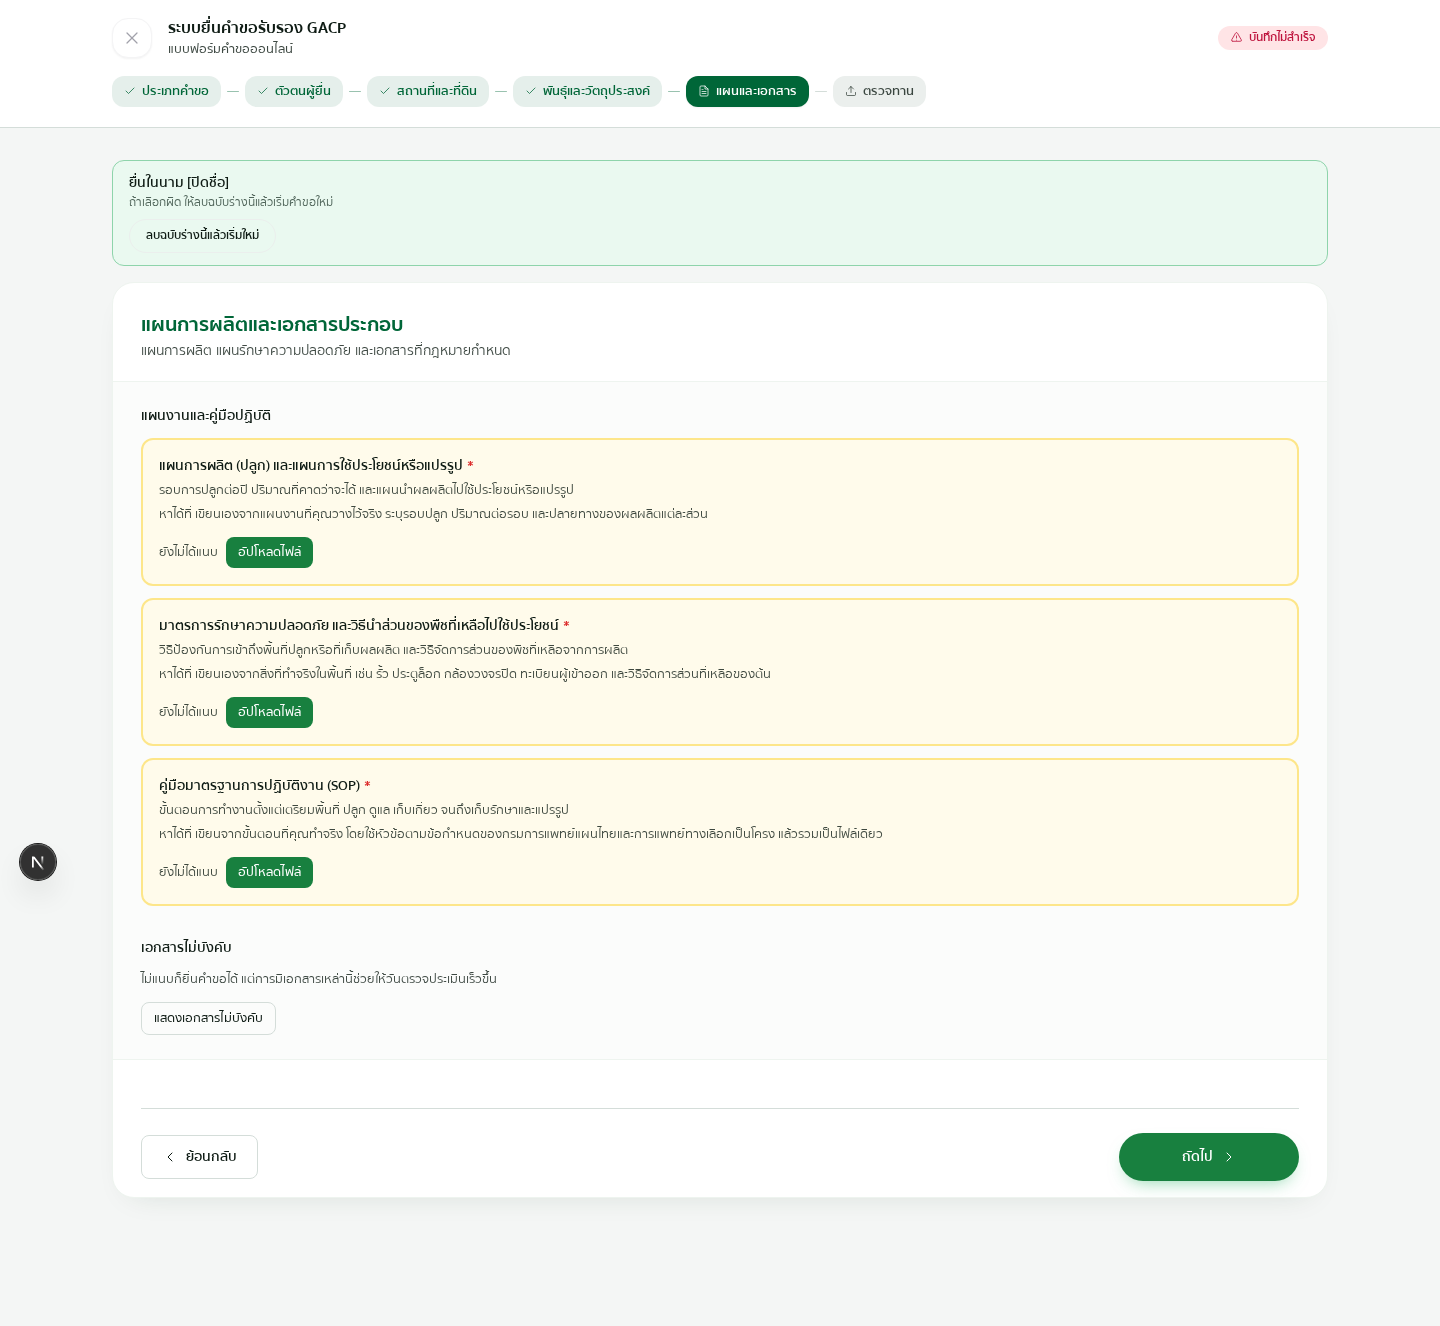 ระบบยื่นคำขอรับรอง GACP
แบบฟอร์มคำขอออนไลน์
บันทึกไม่สำเร็จ
ประเภทคำขอ
ตัวตนผู้ยื่น
สถานที่และที่ดิน
พันธุ์และวัตถุประสงค์
แผนและเอกสาร
ตรวจทาน
ยื่นในนาม [ปิดชื่อ]
ถ้าเลือกผิด ให้ลบฉบับร่างนี้แล้วเริ่มคำขอใหม่
ลบฉบับร่างนี้แล้วเริ่มใหม่
แผนการผลิตและเอกสารประกอบ
แผนการผลิต แผนรักษาความปลอดภัย และเอกสารที่กฎหมายกำหนด
แผนงานและคู่มือปฏิบัติ
แผนการผลิต (ปลูก) และแผนการใช้ประโยชน์หรือแปรรูป *
รอบการปลูกต่อปี ปริมาณที่คาดว่าจะได้ และแผนนำผลผลิตไปใช้ประโยชน์หรือแปรรูป
หาได้ที่ เขียนเองจากแผนงานที่คุณวางไว้จริง ระบุรอบปลูก ปริมาณต่อรอบ และปลายทางของผลผลิตแต่ละส่วน
ยังไม่ได้แนบ
อัปโหลดไฟล์
มาตรการรักษาความปลอดภัย และวิธีนำส่วนของพืชที่เหลือไปใช้ประโยชน์ *
วิธีป้องกันการเข้าถึงพื้นที่ปลูกหรือที่เก็บผลผลิต และวิธีจัดการส่วนของพืชที่เหลือจากการผลิต
หาได้ที่ เขียนเองจากสิ่งที่ทำจริงในพื้นที่ เช่น รั้ว ประตูล็อก กล้องวงจรปิด ทะเบียนผู้เข้าออก และวิธีจัดการส่วนที่เหลือของต้น
ยังไม่ได้แนบ
อัปโหลดไฟล์
คู่มือมาตรฐานการปฏิบัติงาน (SOP) *
ขั้นตอนการทำงานตั้งแต่เตรียมพื้นที่ ปลูก ดูแล เก็บเกี่ยว จนถึงเก็บรักษาและแปรรูป
หาได้ที่ เขียนจากขั้นตอนที่คุณทำจริง โดยใช้หัวข้อตามข้อกำหนดของกรมการแพทย์แผนไทยและการแพทย์ทางเลือกเป็นโครง แล้วรวมเป็นไฟล์เดียว
ยังไม่ได้แนบ
อัปโหลดไฟล์
เอกสารไม่บังคับ
ไม่แนบก็ยื่นคำขอได้ แต่การมีเอกสารเหล่านี้ช่วยให้วันตรวจประเมินเร็วขึ้น
แสดงเอกสารไม่บังคับ
ย้อนกลับ
ถัดไป